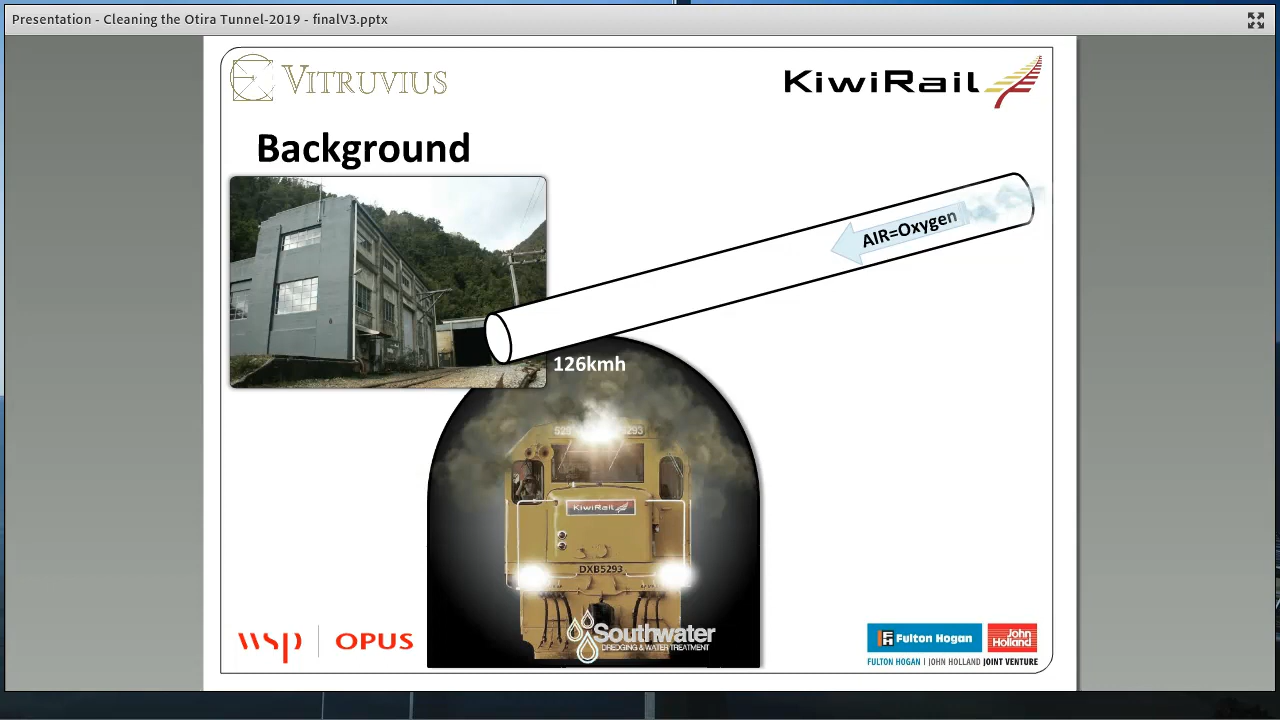 Presentation - Cleaning the Otira Tunnel-2019 - finalV3.pptx
VITRUVIUS
KiwiRail
Background
AIR=Oxygen
126kmh
KiwiRail
DXB5293
Southwater
DREDGING & WATER TREATMENT
wsp
OPUS
Fulton Hogan
John
Holland
FULTON HOGAN | JOHN HOLLAND JOINT VENTURE